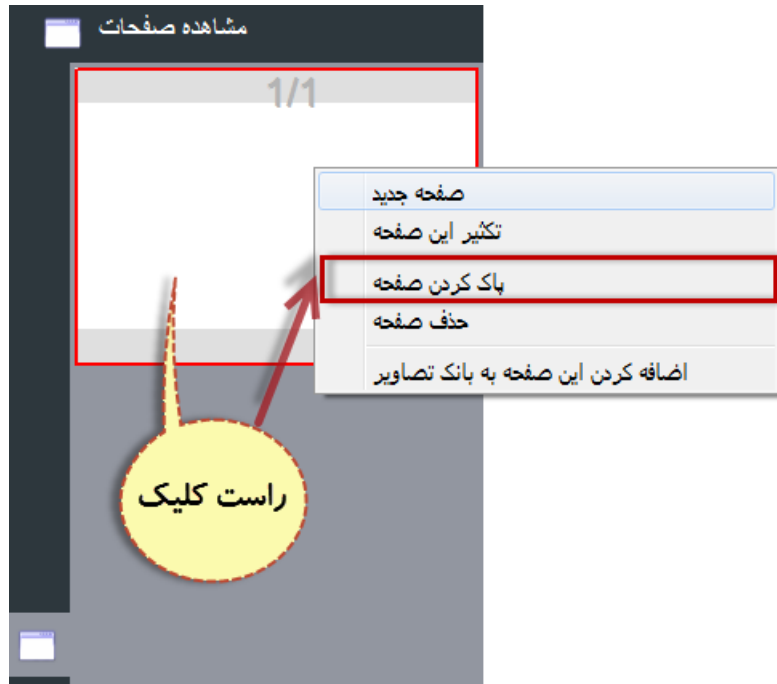 مشاهده صفحات
1/1
صفحه جدید
تکثیر این صفحه
پاک کردن صفحه
حذف صفحه
اضافه کردن این صفحه به بانک تصاویر
راست کلیک